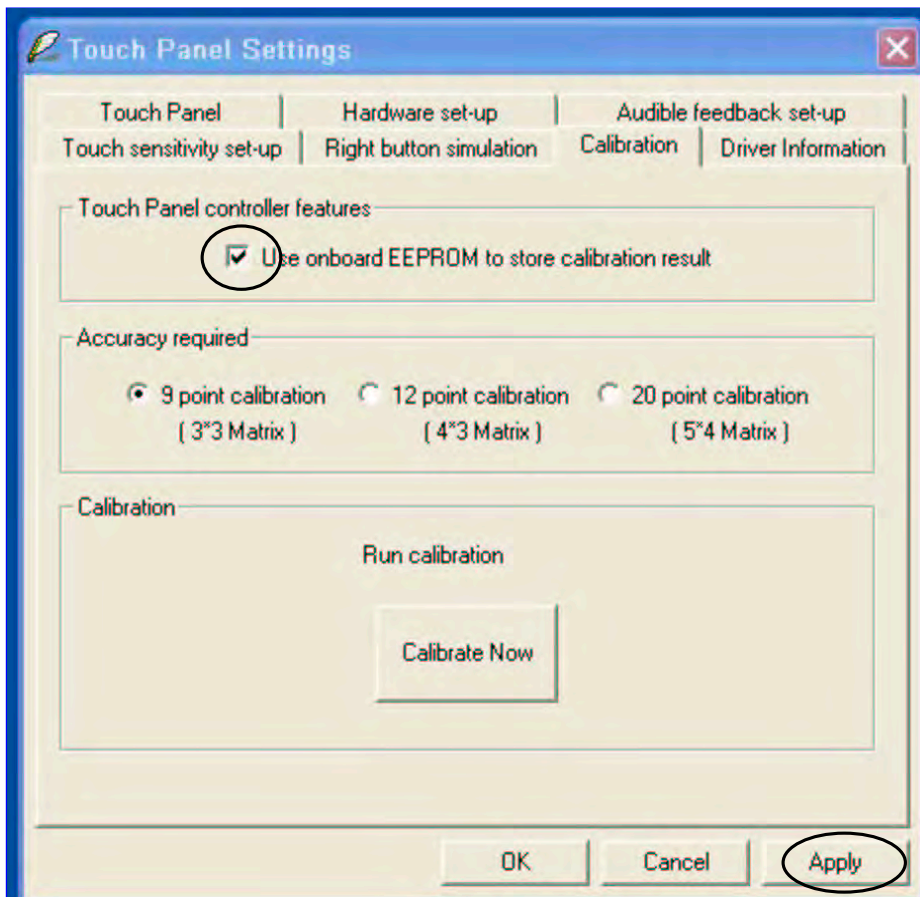 Touch Panel Settings
Touch Panel Hardware set-up Audible feedback set-up
Touch sensitivity set-up Right button simulation Calibration Driver Information
Touch Panel controller features
Use onboard EEPROM to store calibration result
Accuracy required
9 point calibration 12 point calibration 20 point calibration
( 3*3 Matrix ) ( 4*3 Matrix ) ( 5*4 Matrix )
Calibration
Run calibration
Calibrate Now
OK Cancel Apply